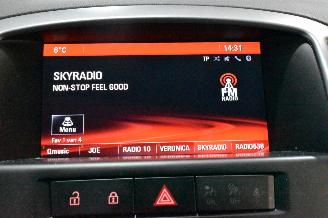 6°C 14:31
TP
SKYRADIO
NON-STOP FEEL GOOD
FM
RADIO
Menu
Fav 1 van 4
Qmusic JOE RADIO 10 VERONICA SKYRADIO RADIO538